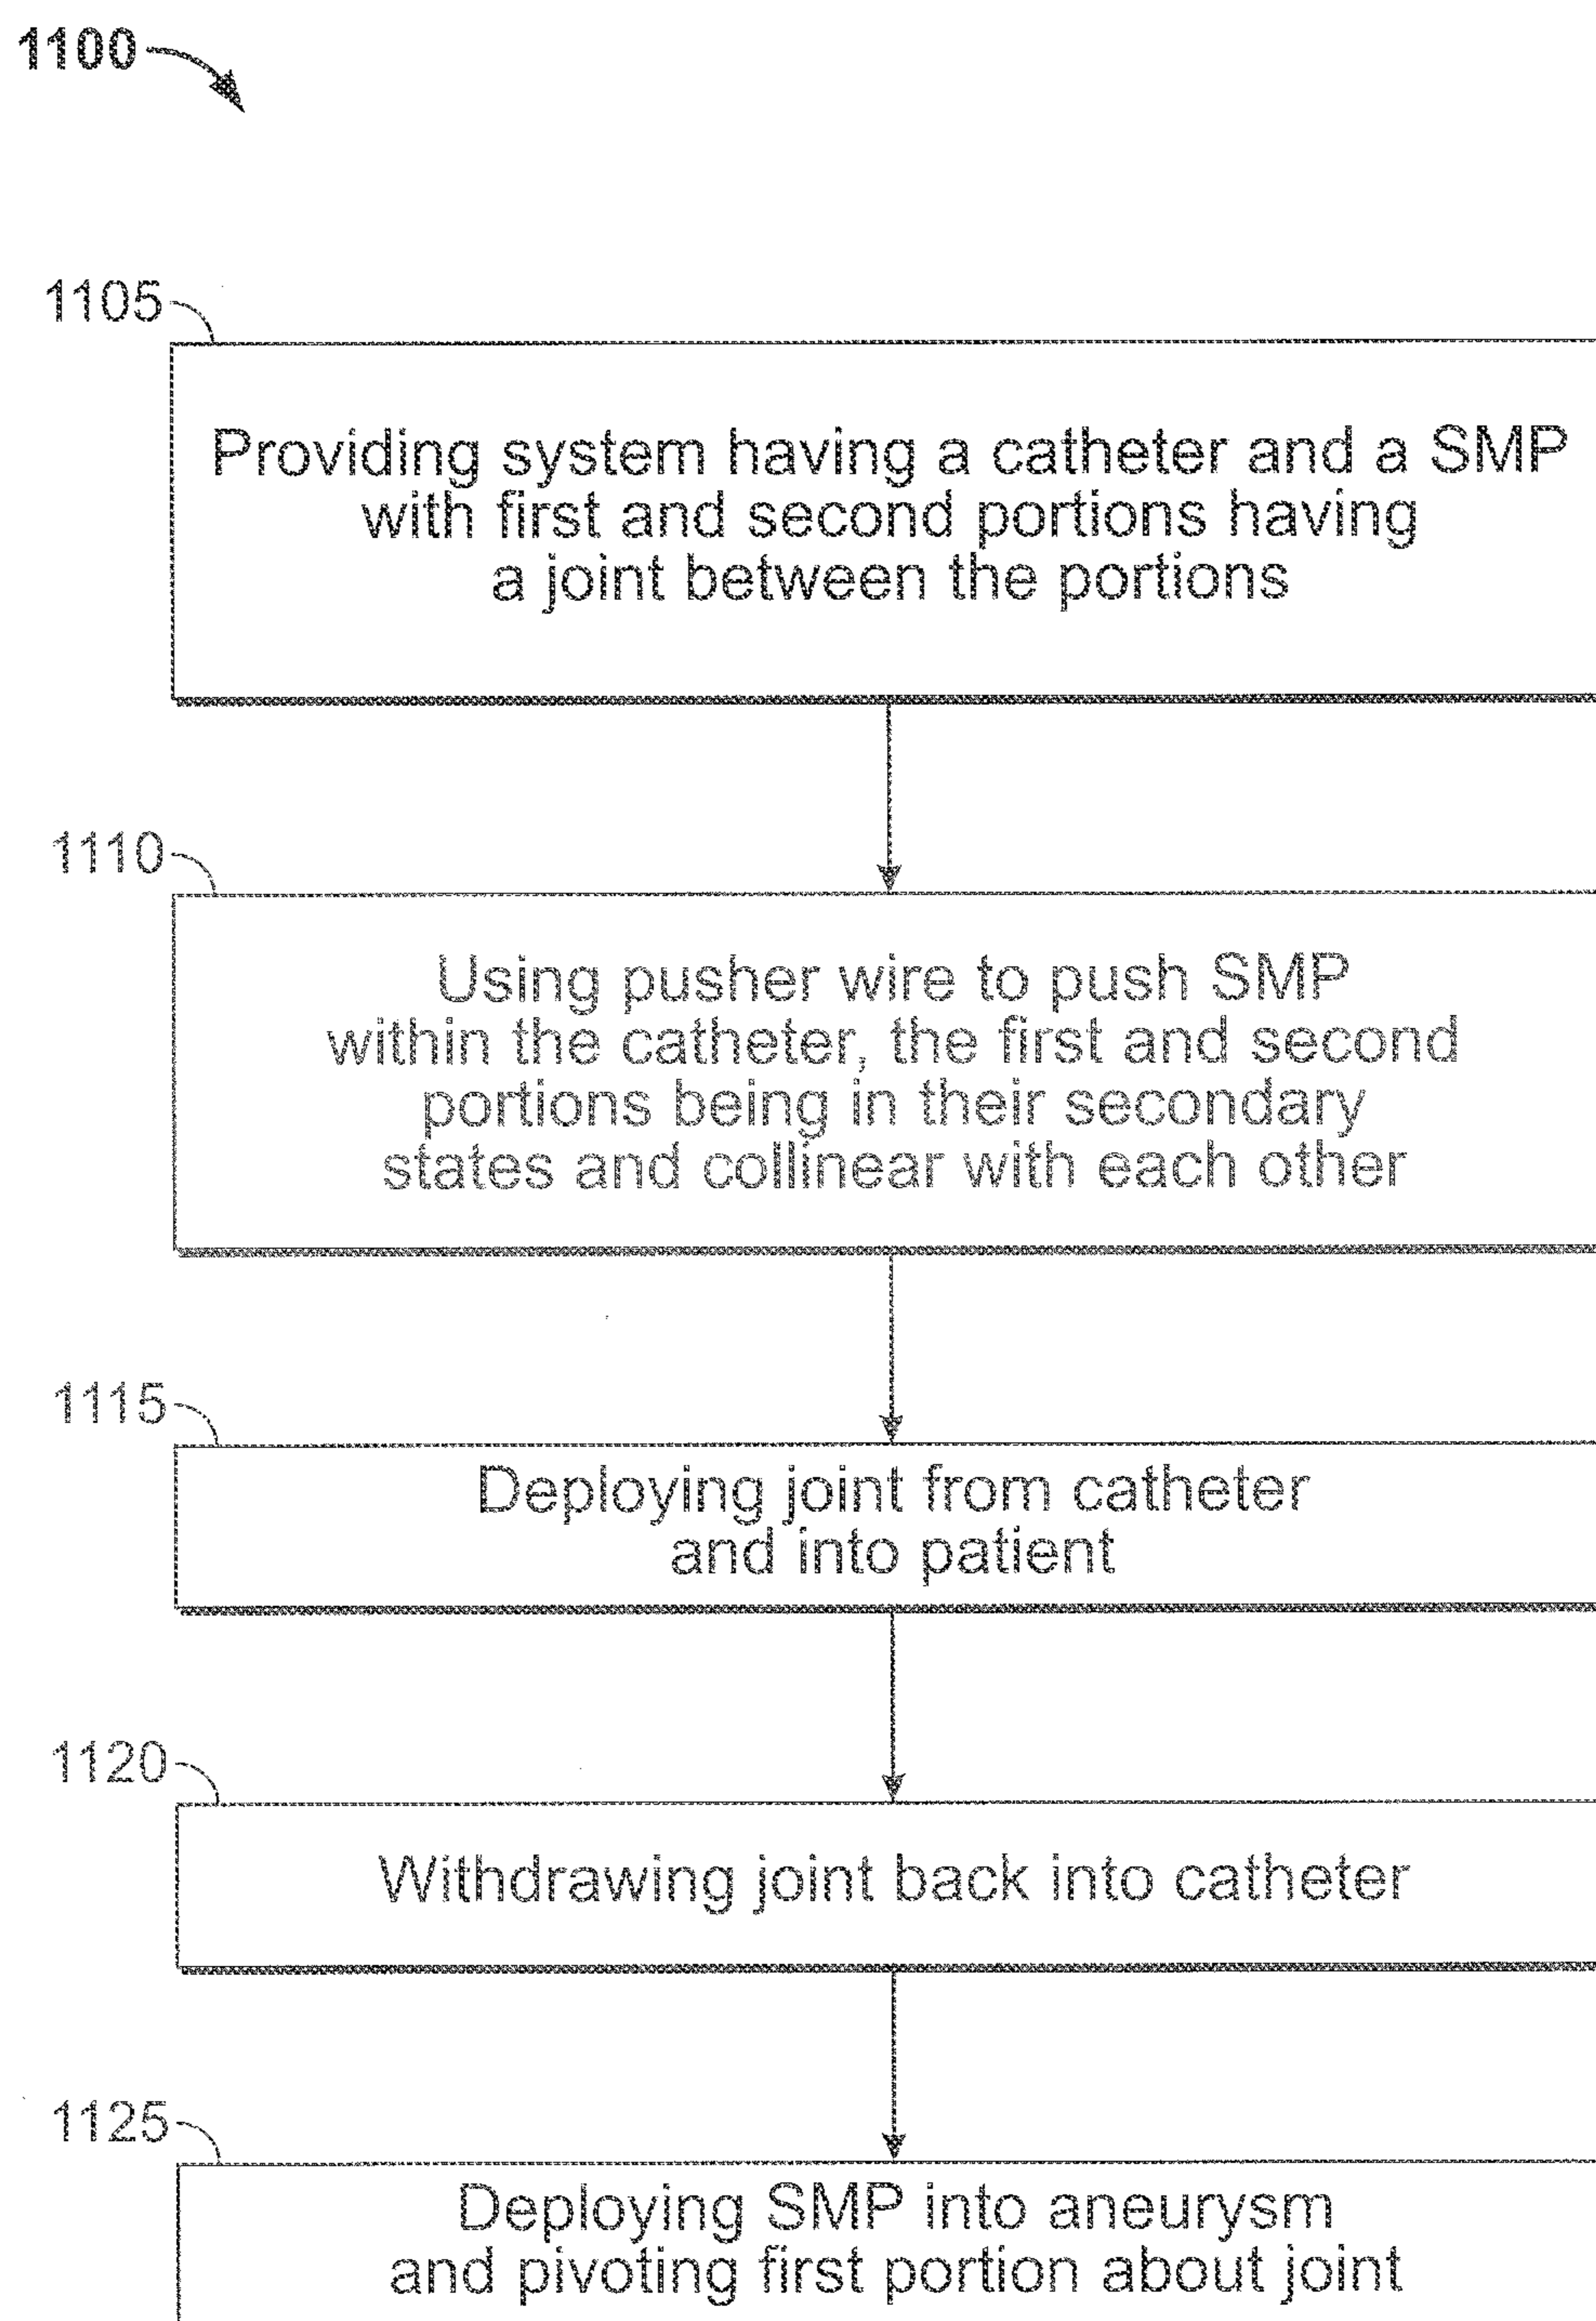 1100
1105
Providing system having a catheter and a SMP
with first and second portions having
a joint between the portions
1110
Using pusher wire to push SMP
within the catheter, the first and second
portions being in their secondary
states and collinear with each other
1115
Deploying joint from catheter
and into patient
1120
Withdrawing joint back into catheter
1125
Deploying SMP into aneurysm
and pivoting first portion about joint